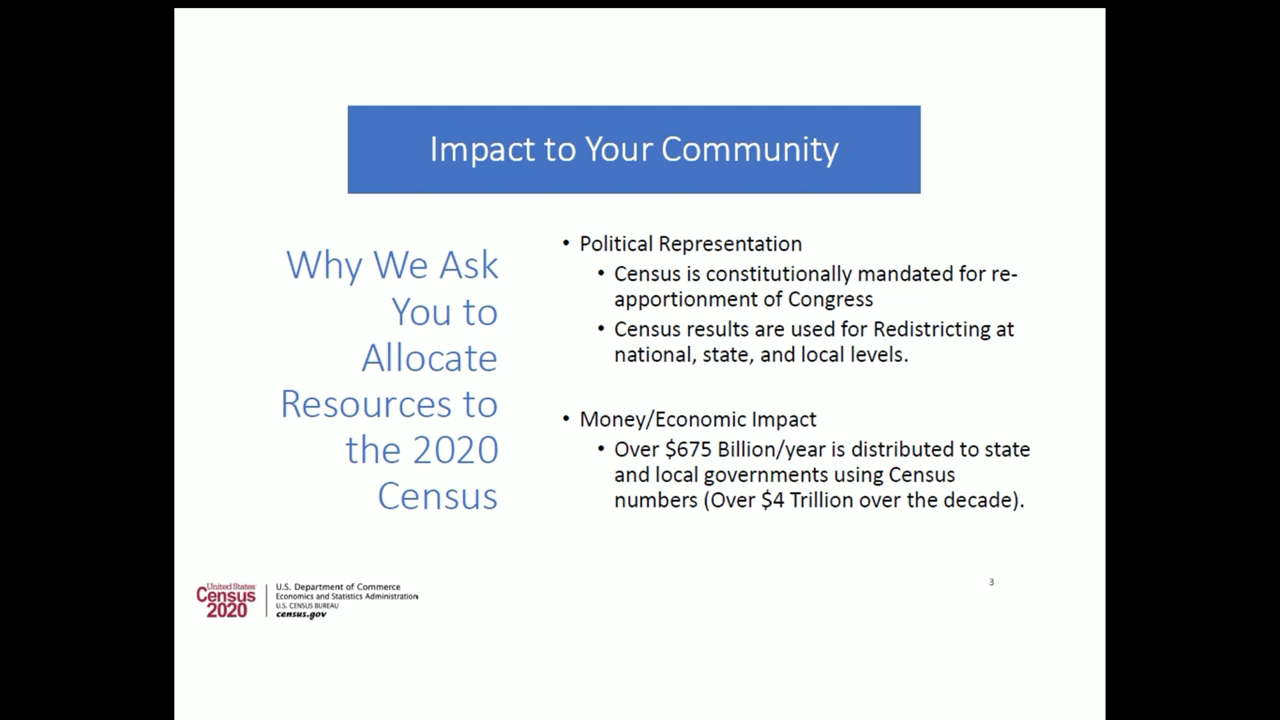 Impact to Your Community
Why We Ask
You to
Allocate
Resources to
the 2020
Census
• Political Representation
• Census is constitutionally mandated for re-
apportionment of Congress
• Census results are used for Redistricting at
national, state, and local levels.
• Money/Economic Impact
• Over $675 Billion/year is distributed to state
and local governments using Census
numbers (Over $4 Trillion over the decade).
United States
Census
2020
U.S. Department of Commerce
Economics and Statistics Administration
U.S. CENSUS BUREAU
census.gov
3